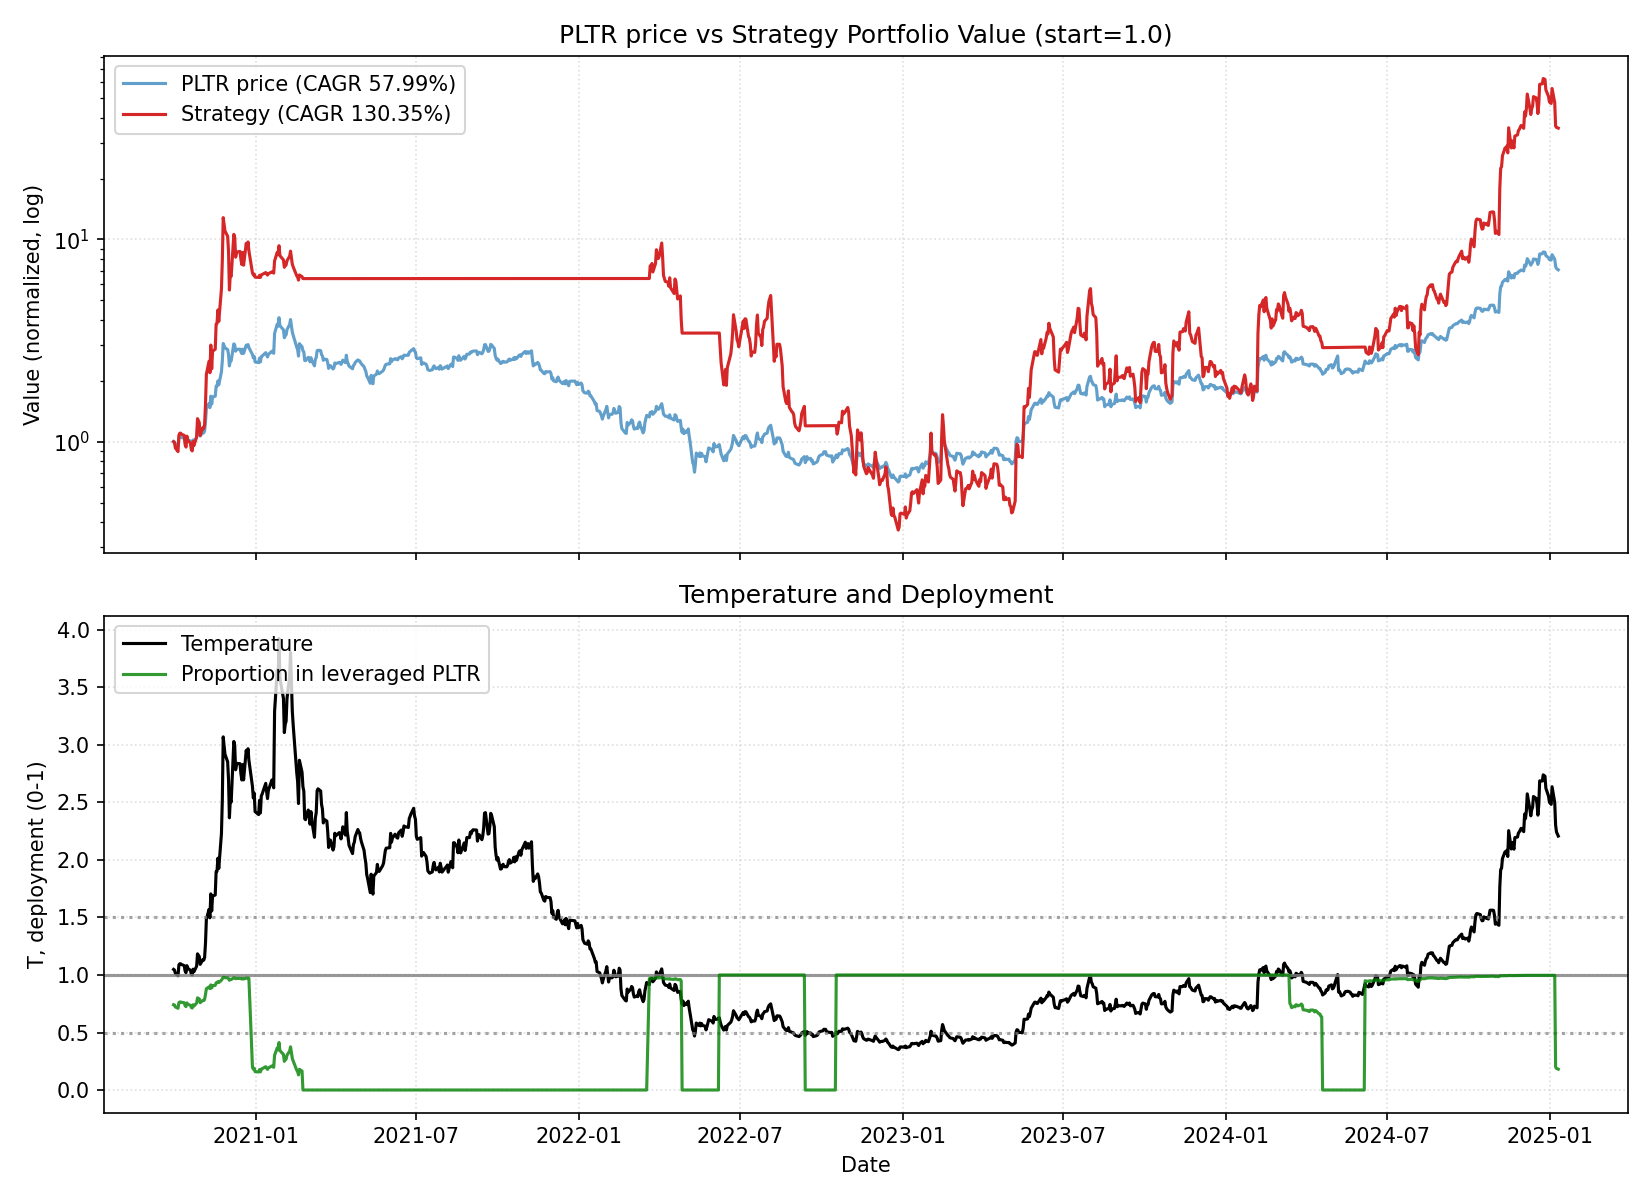 PLTR price vs Strategy Portfolio Value (start=1.0)
PLTR price (CAGR 57.99%)
Strategy (CAGR 130.35%)
Value (normalized, log)
10¹
10⁰
Temperature and Deployment
Temperature
Proportion in leveraged PLTR
T, deployment (0-1)
4.0
3.5
3.0
2.5
2.0
1.5
1.0
0.5
0.0
2021-01 2021-07 2022-01 2022-07 2023-01 2023-07 2024-01 2024-07 2025-01
Date